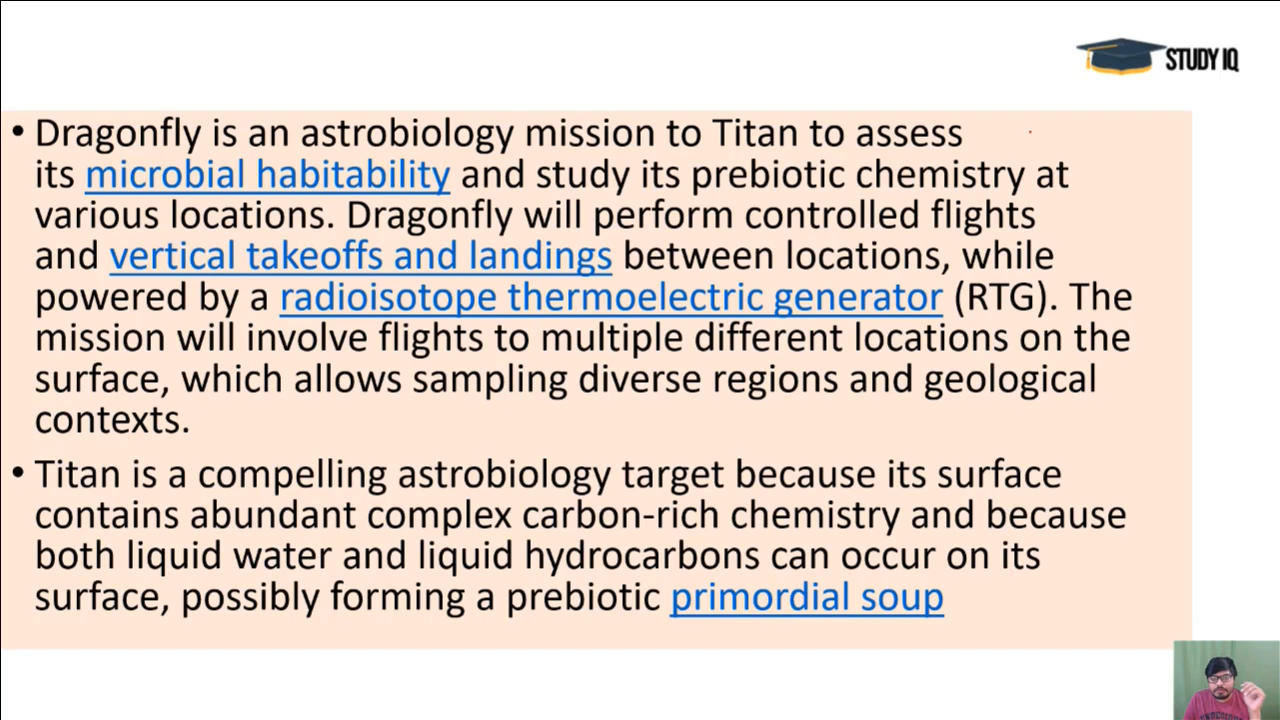 STUDY IQ
• Dragonfly is an astrobiology mission to Titan to assess
its microbial habitability and study its prebiotic chemistry at
various locations. Dragonfly will perform controlled flights
and vertical takeoffs and landings between locations, while
powered by a radioisotope thermoelectric generator (RTG). The
mission will involve flights to multiple different locations on the
surface, which allows sampling diverse regions and geological
contexts.
• Titan is a compelling astrobiology target because its surface
contains abundant complex carbon-rich chemistry and because
both liquid water and liquid hydrocarbons can occur on its
surface, possibly forming a prebiotic primordial soup